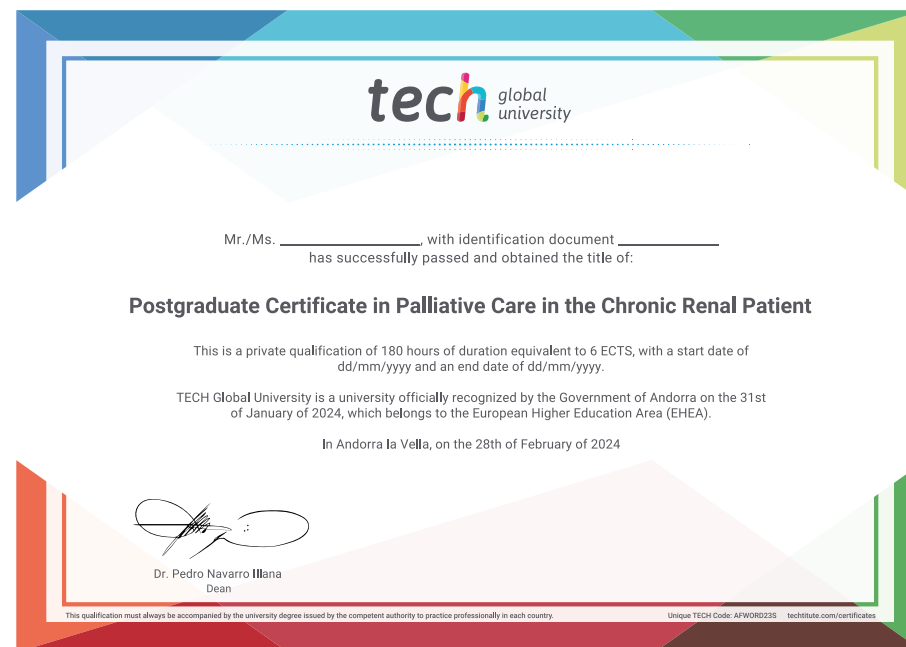 tech global
university
Mr./Ms. ____________, with identification document ____________
has successfully passed and obtained the title of:
Postgraduate Certificate in Palliative Care in the Chronic Renal Patient
This is a private qualification of 180 hours of duration equivalent to 6 ECTS, with a start date of
dd/mm/yyyy and an end date of dd/mm/yyyy.
TECH Global University is a university officially recognized by the Government of Andorra on the 31st
of January of 2024, which belongs to the European Higher Education Area (EHEA).
In Andorra la Vella, on the 28th of February of 2024
Dr. Pedro Navarro Illana
Dean
This qualification must always be accompanied by the university degree issued by the competent authority to practice professionally in each country. Unique TECH Code: AFWORD23S techtitute.com/certificates